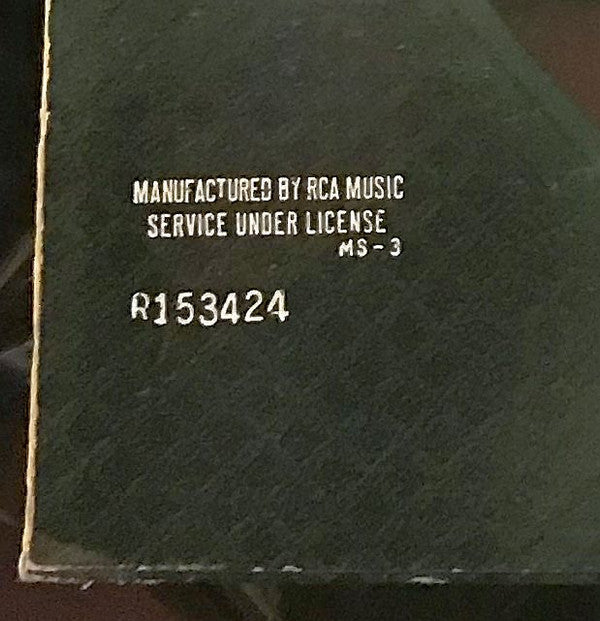 MANUFACTURED BY RCA MUSIC
SERVICE UNDER LICENSE
MS-3
R153424